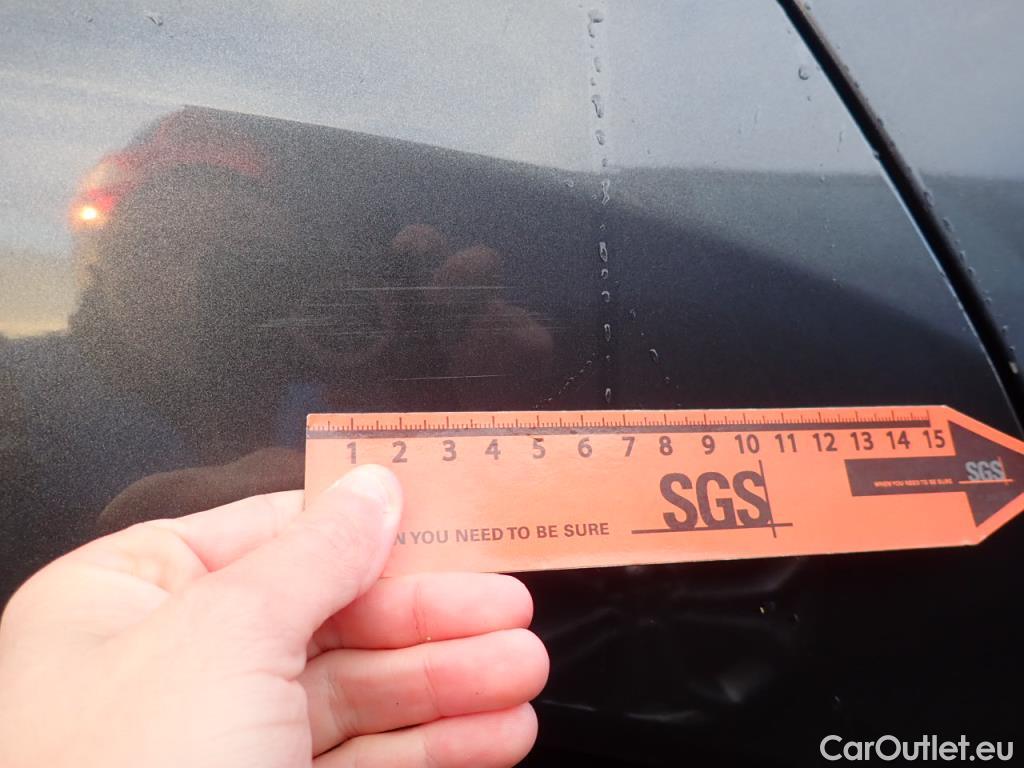 1 2 3 4 5 6 7 8 9 10 11 12 13 14 15
SGS
SGS
WHEN YOU NEED TO BE SURE
N YOU NEED TO BE SURE
CarOutlet.eu